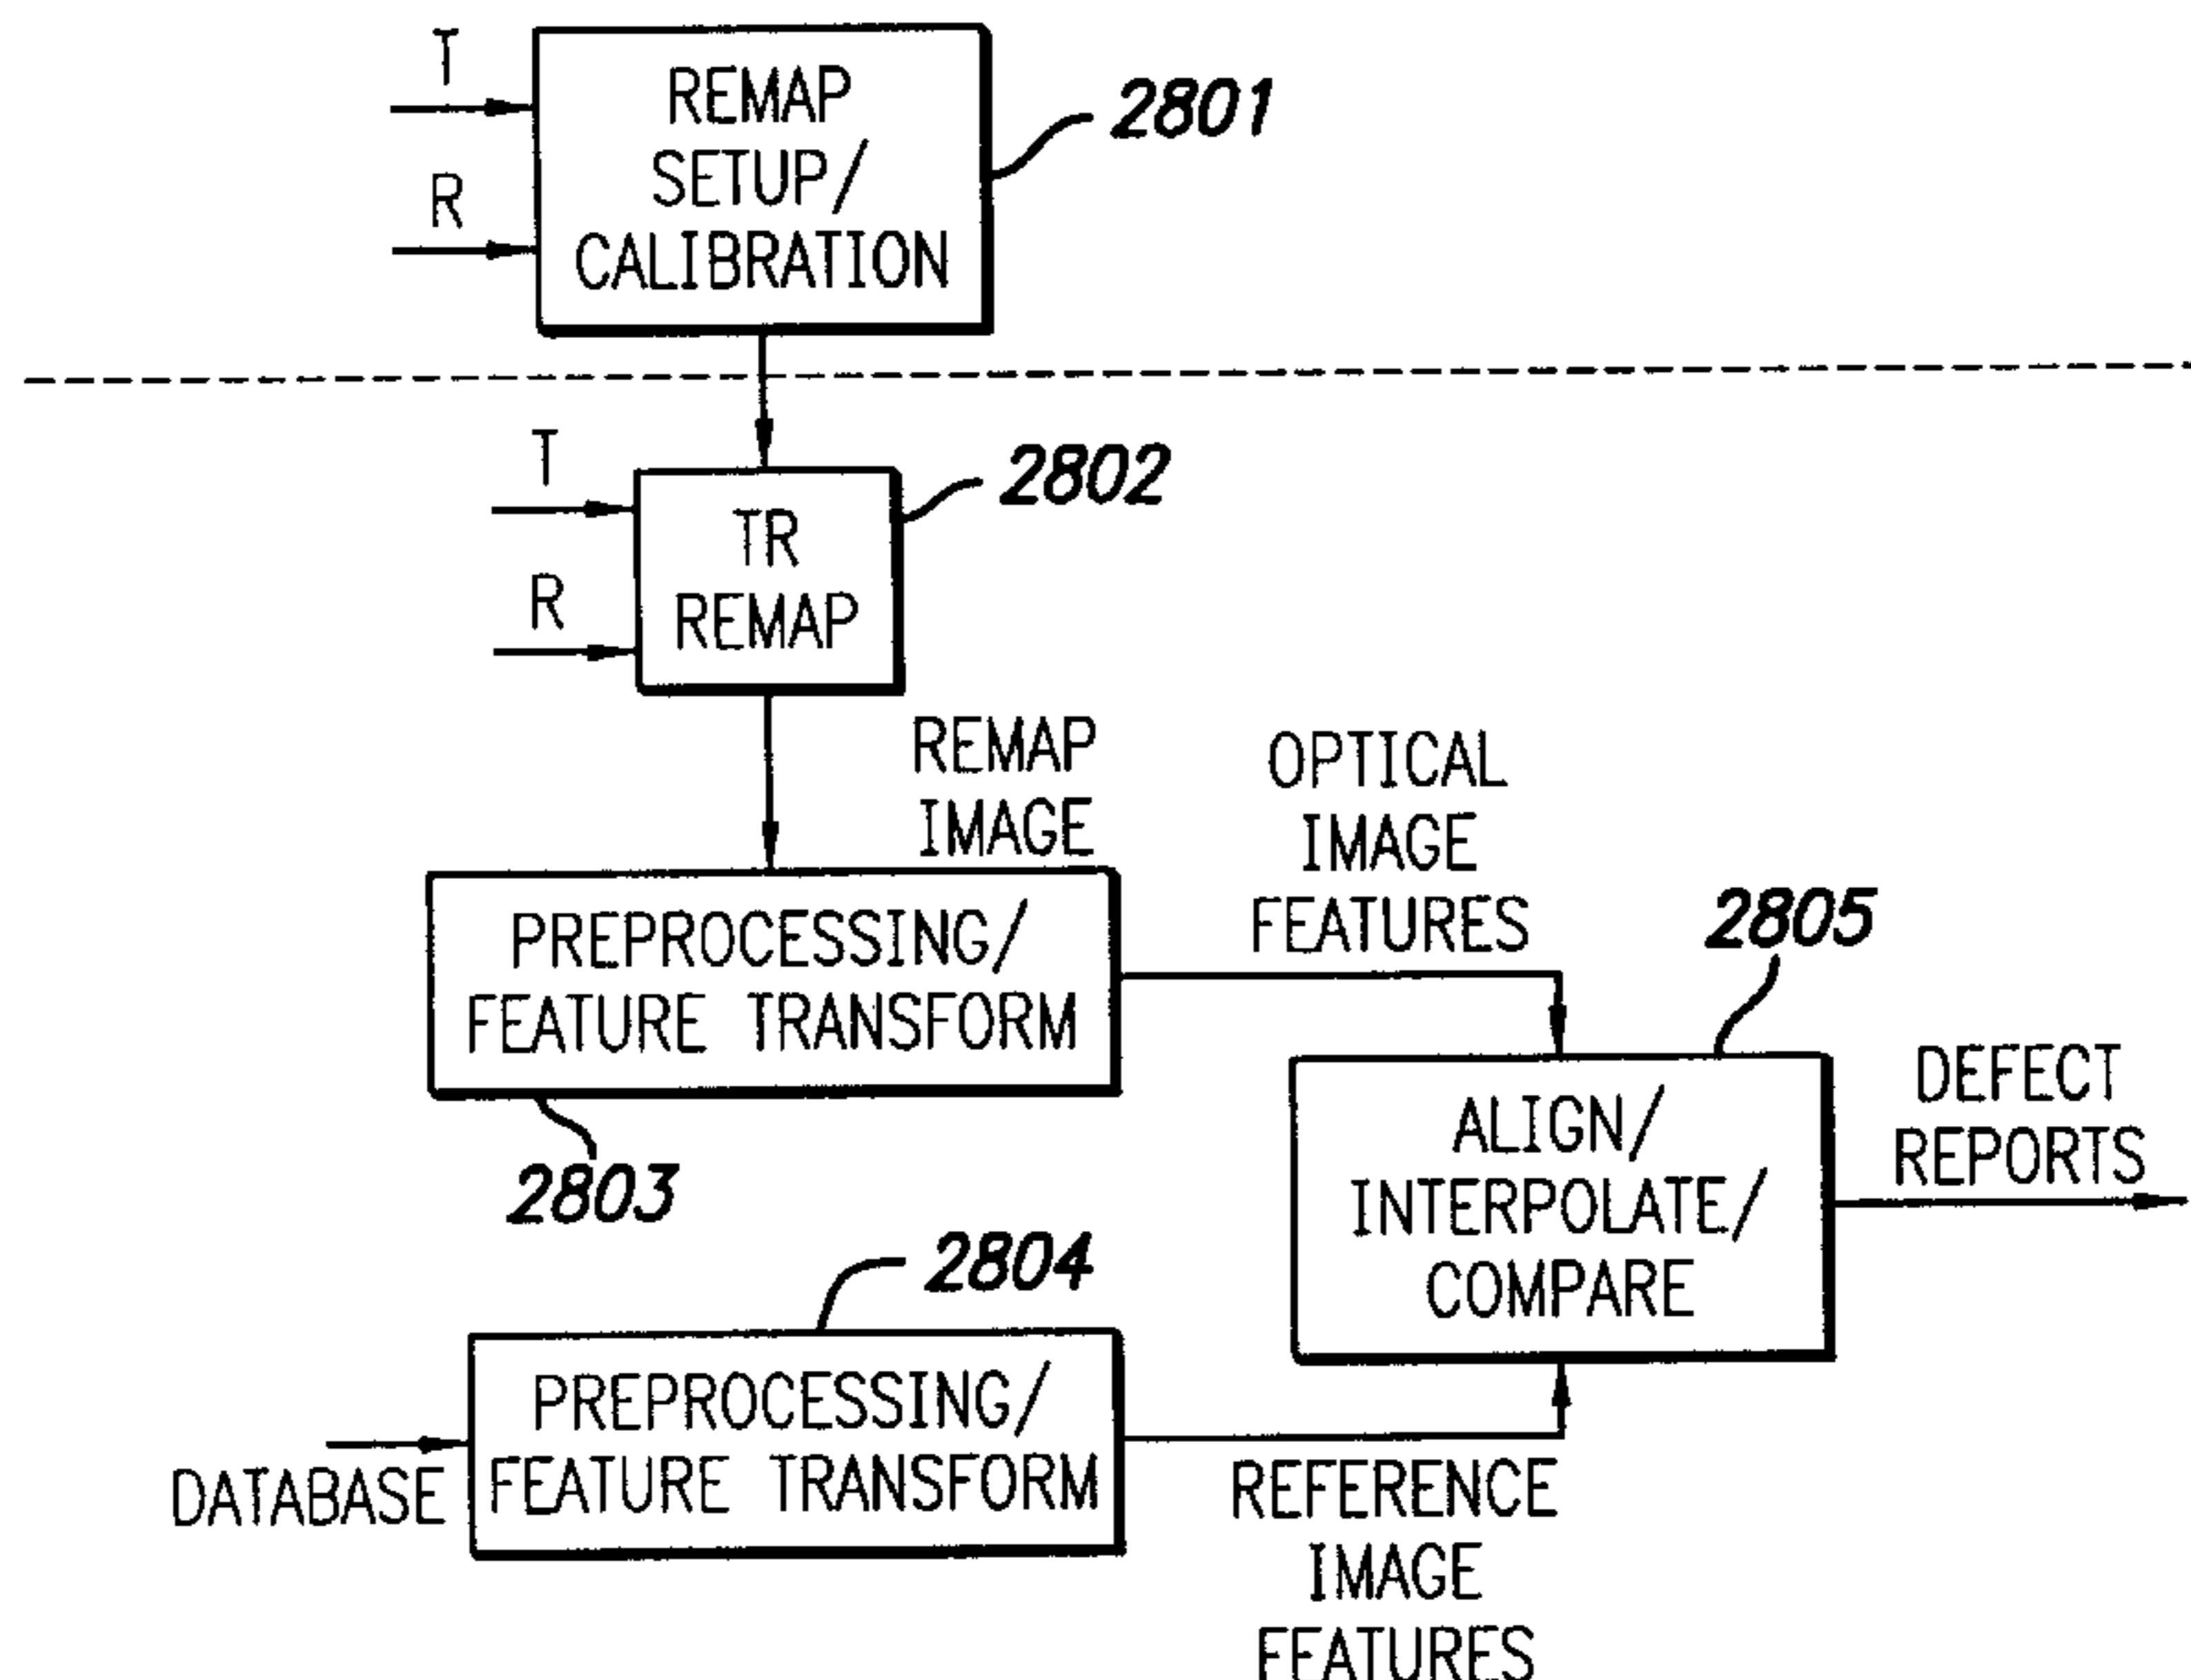 T
R
REMAP
SETUP/
CALIBRATION
2801
T
R
TR
REMAP
2802
REMAP
IMAGE
OPTICAL
IMAGE
FEATURES
PREPROCESSING/
FEATURE TRANSFORM
2803
2805
ALIGN/
INTERPOLATE/
COMPARE
DEFECT
REPORTS
2804
DATABASE
PREPROCESSING/
FEATURE TRANSFORM
REFERENCE
IMAGE
FEATURES